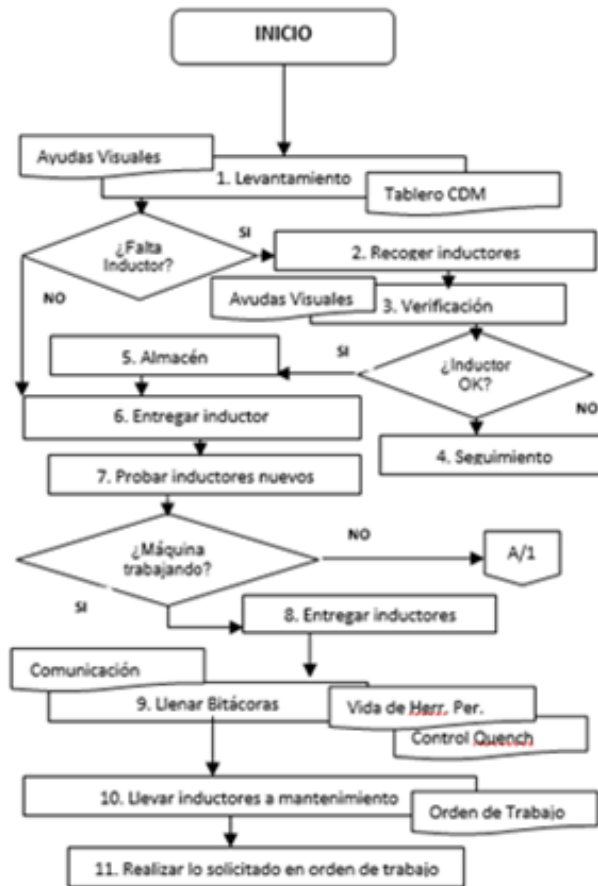 INICIO
Ayudas Visuales
1. Levantamiento
Tablero CDM
¿Falta
Inductor?
SI
2. Recoger inductores
NO
Ayudas Visuales
3. Verificación
5. Almacén
SI
¿Inductor
OK?
NO
6. Entregar inductor
4. Seguimiento
7. Probar inductores nuevos
¿Máquina
trabajando?
NO
A/1
SI
8. Entregar inductores
Comunicación
9. Llenar Bitácoras
Vida de Herr. Per.
Control Quench
10. Llevar inductores a mantenimiento
Orden de Trabajo
11. Realizar lo solicitado en orden de trabajo